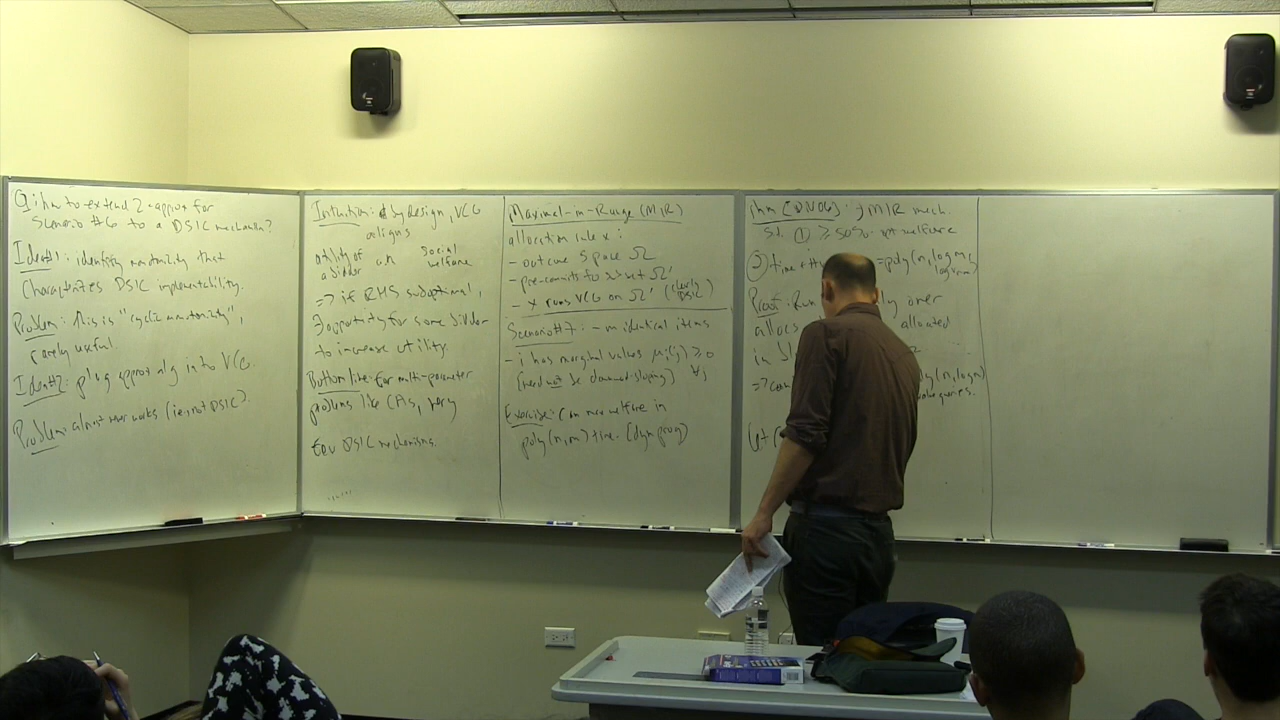 Q: how to extend 2-approx for
Scenario #6 to a DSIC mechanism?
Idea #1: identify monotonicity that
characterizes DSIC implementability.
Problem: this is "cyclic monotonicity",
rarely useful
Idea #2: plug approx alg into VCG.
Problem: almost never works (i.e., not DSIC).
Intuition: by design, VCG
aligns
utility of a bidder social welfare
=> if RHS suboptimal,
∃ opportunity for some bidder
to increase utility.
Bottom line: for multi-parameter
problems like CAs, very
few DSIC mechanisms.
Maximal-in-Range (MIR)
allocation rule x:
- outcome space Ω
- pre-commits to subset Ω'
- x runs VCG on Ω' (clearly DSIC)
Scenario #7: - m identical items
- i has marginal values μi(j) ≥ 0
(need not be downward-sloping) ∀j
Exercise: Can max welfare in
poly(n,m) time. (dyn prog)
Thm [DN06]: ∃ MIR mech.
s.t. ① ≥ 50% opt welfare
② time = poly(n, log m,
Proof: Run over
allocs allocated
in